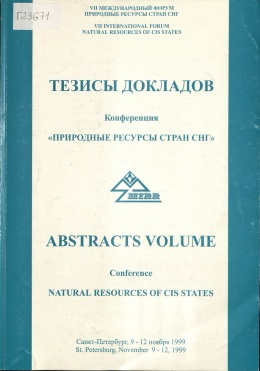 Г23671
VII МЕЖДУНАРОДНЫЙ ФОРУМ
ПРИРОДНЫЕ РЕСУРСЫ СТРАН СНГ
VII INTERNATIONAL FORUM
NATURAL RESOURCES OF CIS STATES
ТЕЗИСЫ ДОКЛАДОВ
Конференция
«ПРИРОДНЫЕ РЕСУРСЫ СТРАН СНГ»
MIRR
ABSTRACTS VOLUME
Conference
NATURAL RESOURCES OF CIS STATES
Санкт-Петербург, 9 - 12 ноября 1999
St. Petersburg, November 9 - 12, 1999